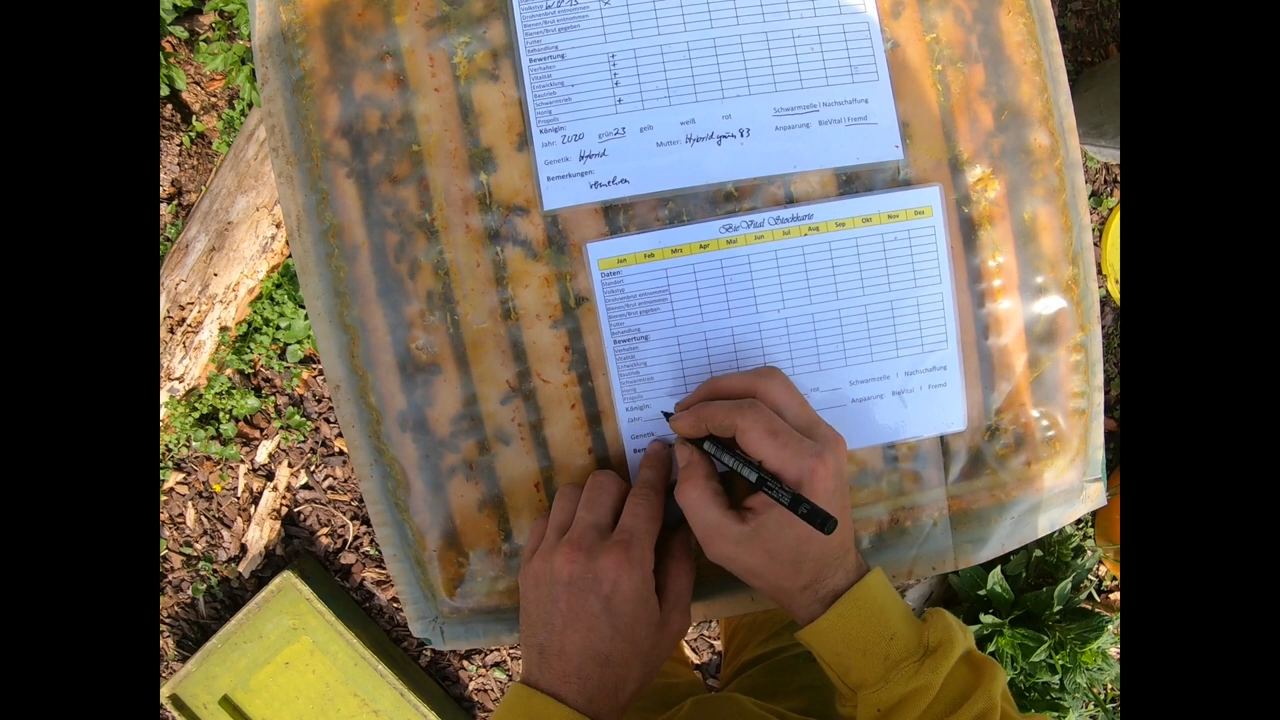 Volkstyp
Drohnenbrut entnommen x
Bienen/Brut entnommen
Bienen/Brut gegeben
Futter
Behandlung
Bewertung: +
Verhalten +
Vitalität +
Entwicklung +
Bautrieb
Schwarmtrieb +
Honig
Propolis
Königin:
Jahr: 2020 grün 23 gelb weiß rot Schwarmzelle | Nachschaffung
Genetik: Hybrid Mutter: Hybrid grün 83 Anpaarung: BieVital | Fremd
Bemerkungen:
vermehren
BieVital Stockkarte
Jan Feb Mrz Apr Mai Jun Jul Aug Sep Okt Nov Dez
Daten:
Standort
Volkstyp
Drohnenbrut entnommen
Bienen/Brut entnommen
Bienen/Brut gegeben
Futter
Behandlung
Bewertung:
Verhalten
Vitalität
Entwicklung
Bautrieb
Schwarmtrieb
Honig
Propolis
Königin:
Jahr: rot Schwarmzelle | Nachschaffung
Genetik: Anpaarung: BieVital | Fremd